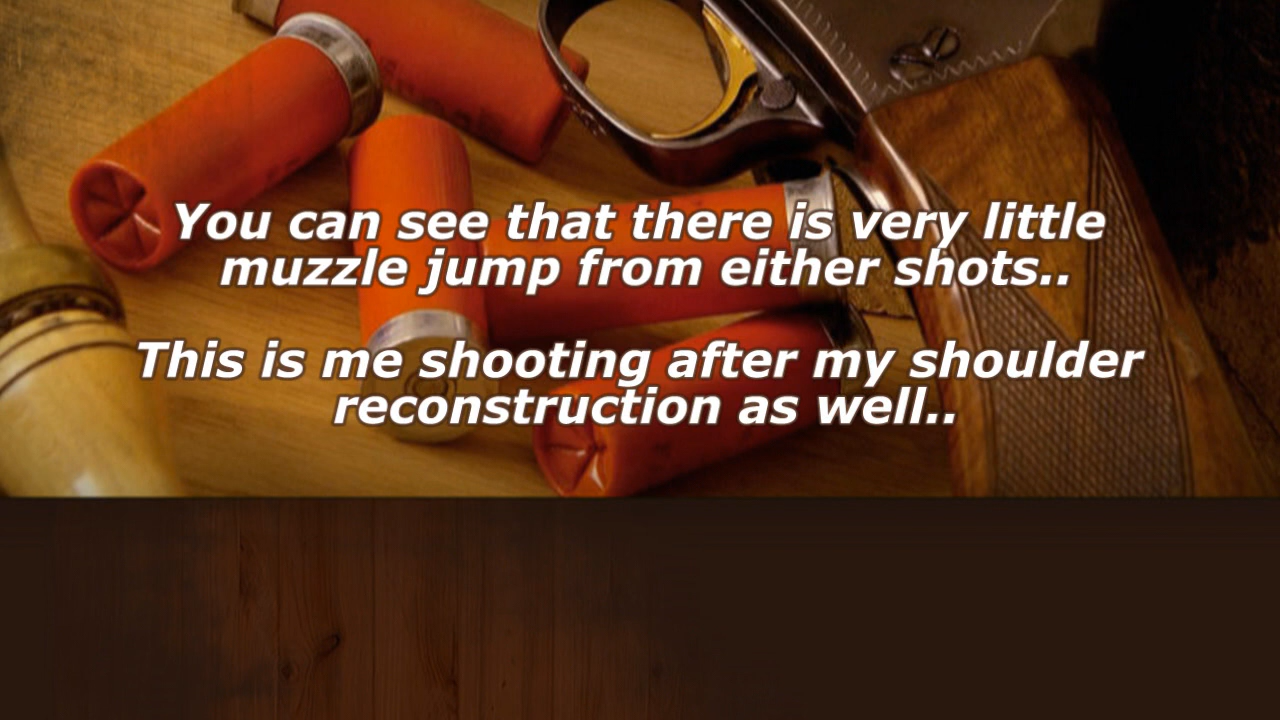 You can see that there is very little
muzzle jump from either shots..
This is me shooting after my shoulder
reconstruction as well..